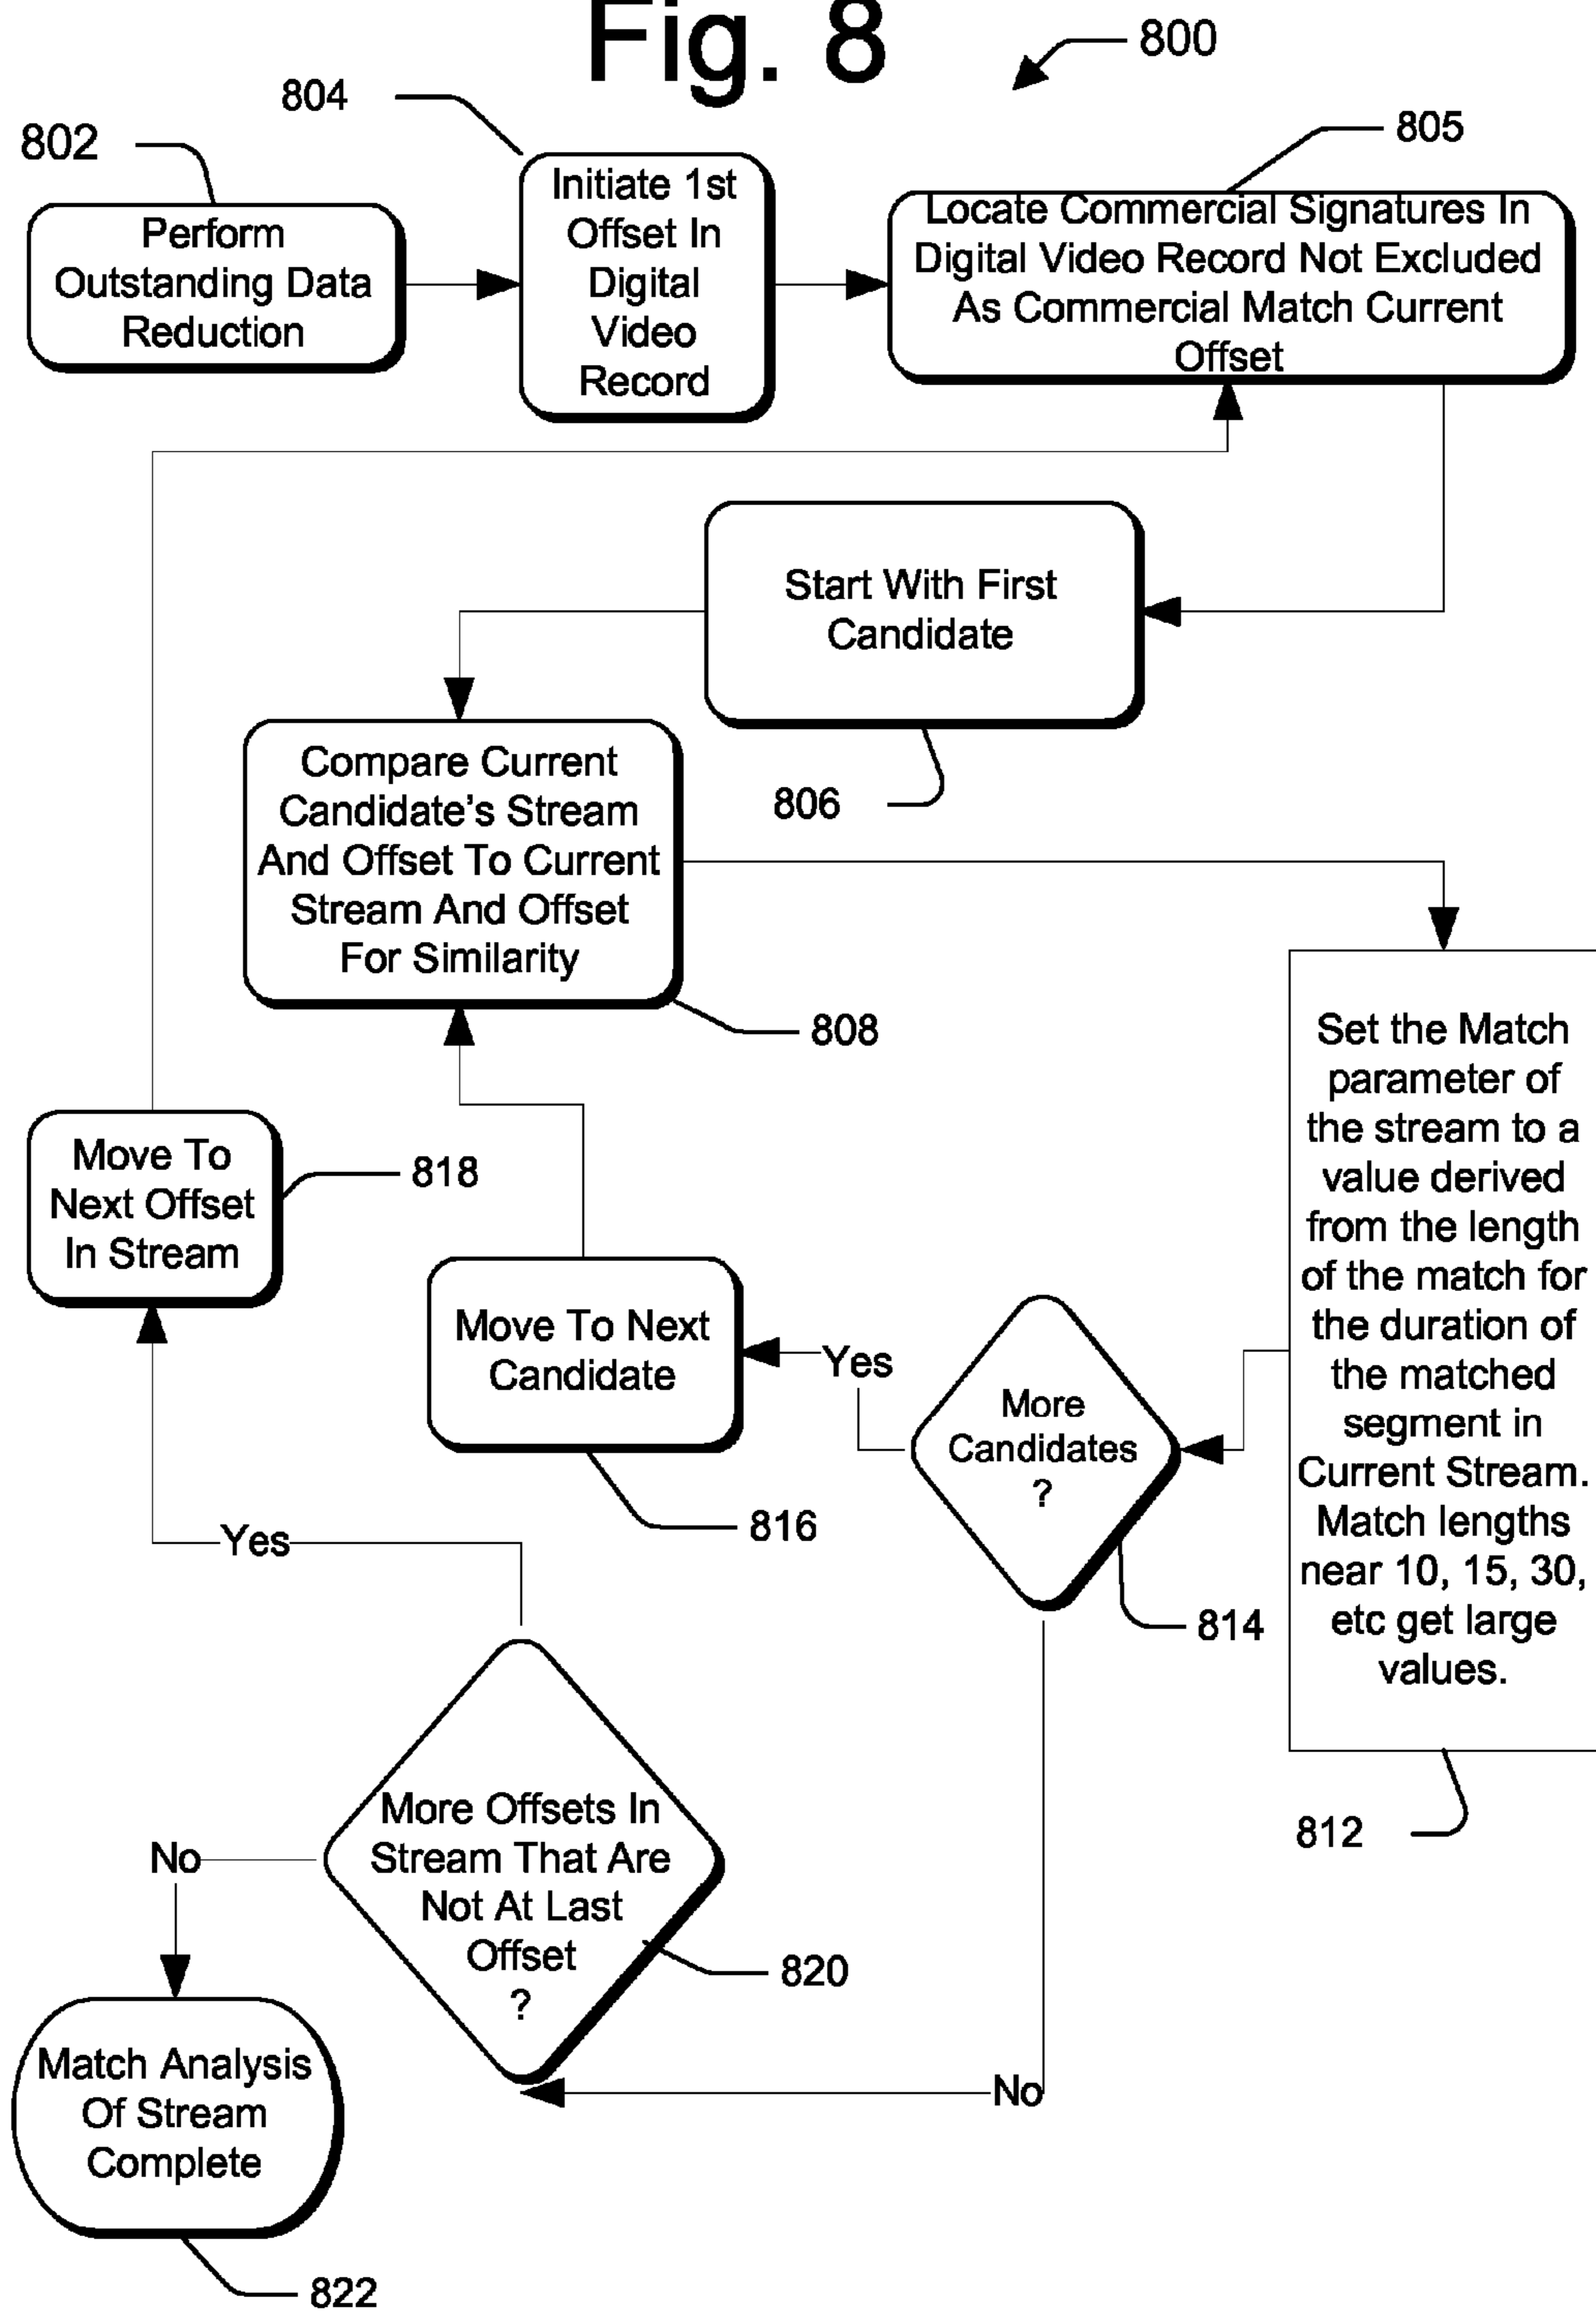 Fig. 8
800
804
802
805
Perform
Outstanding Data
Reduction
Initiate 1st
Offset In
Digital
Video
Record
Locate Commercial Signatures In
Digital Video Record Not Excluded
As Commercial Match Current
Offset
Start With First
Candidate
806
Compare Current
Candidate's Stream
And Offset To Current
Stream And Offset
For Similarity
808
Set the Match
parameter of
the stream to a
value derived
from the length
of the match for
the duration of
the matched
segment in
Current Stream.
Match lengths
near 10, 15, 30,
etc get large
values.
812
Move To
Next Offset
In Stream
818
Move To Next
Candidate
816
Yes
More
Candidates
?
814
Yes
No
More Offsets In
Stream That Are
Not At Last
Offset
?
820
No
Match Analysis
Of Stream
Complete
822